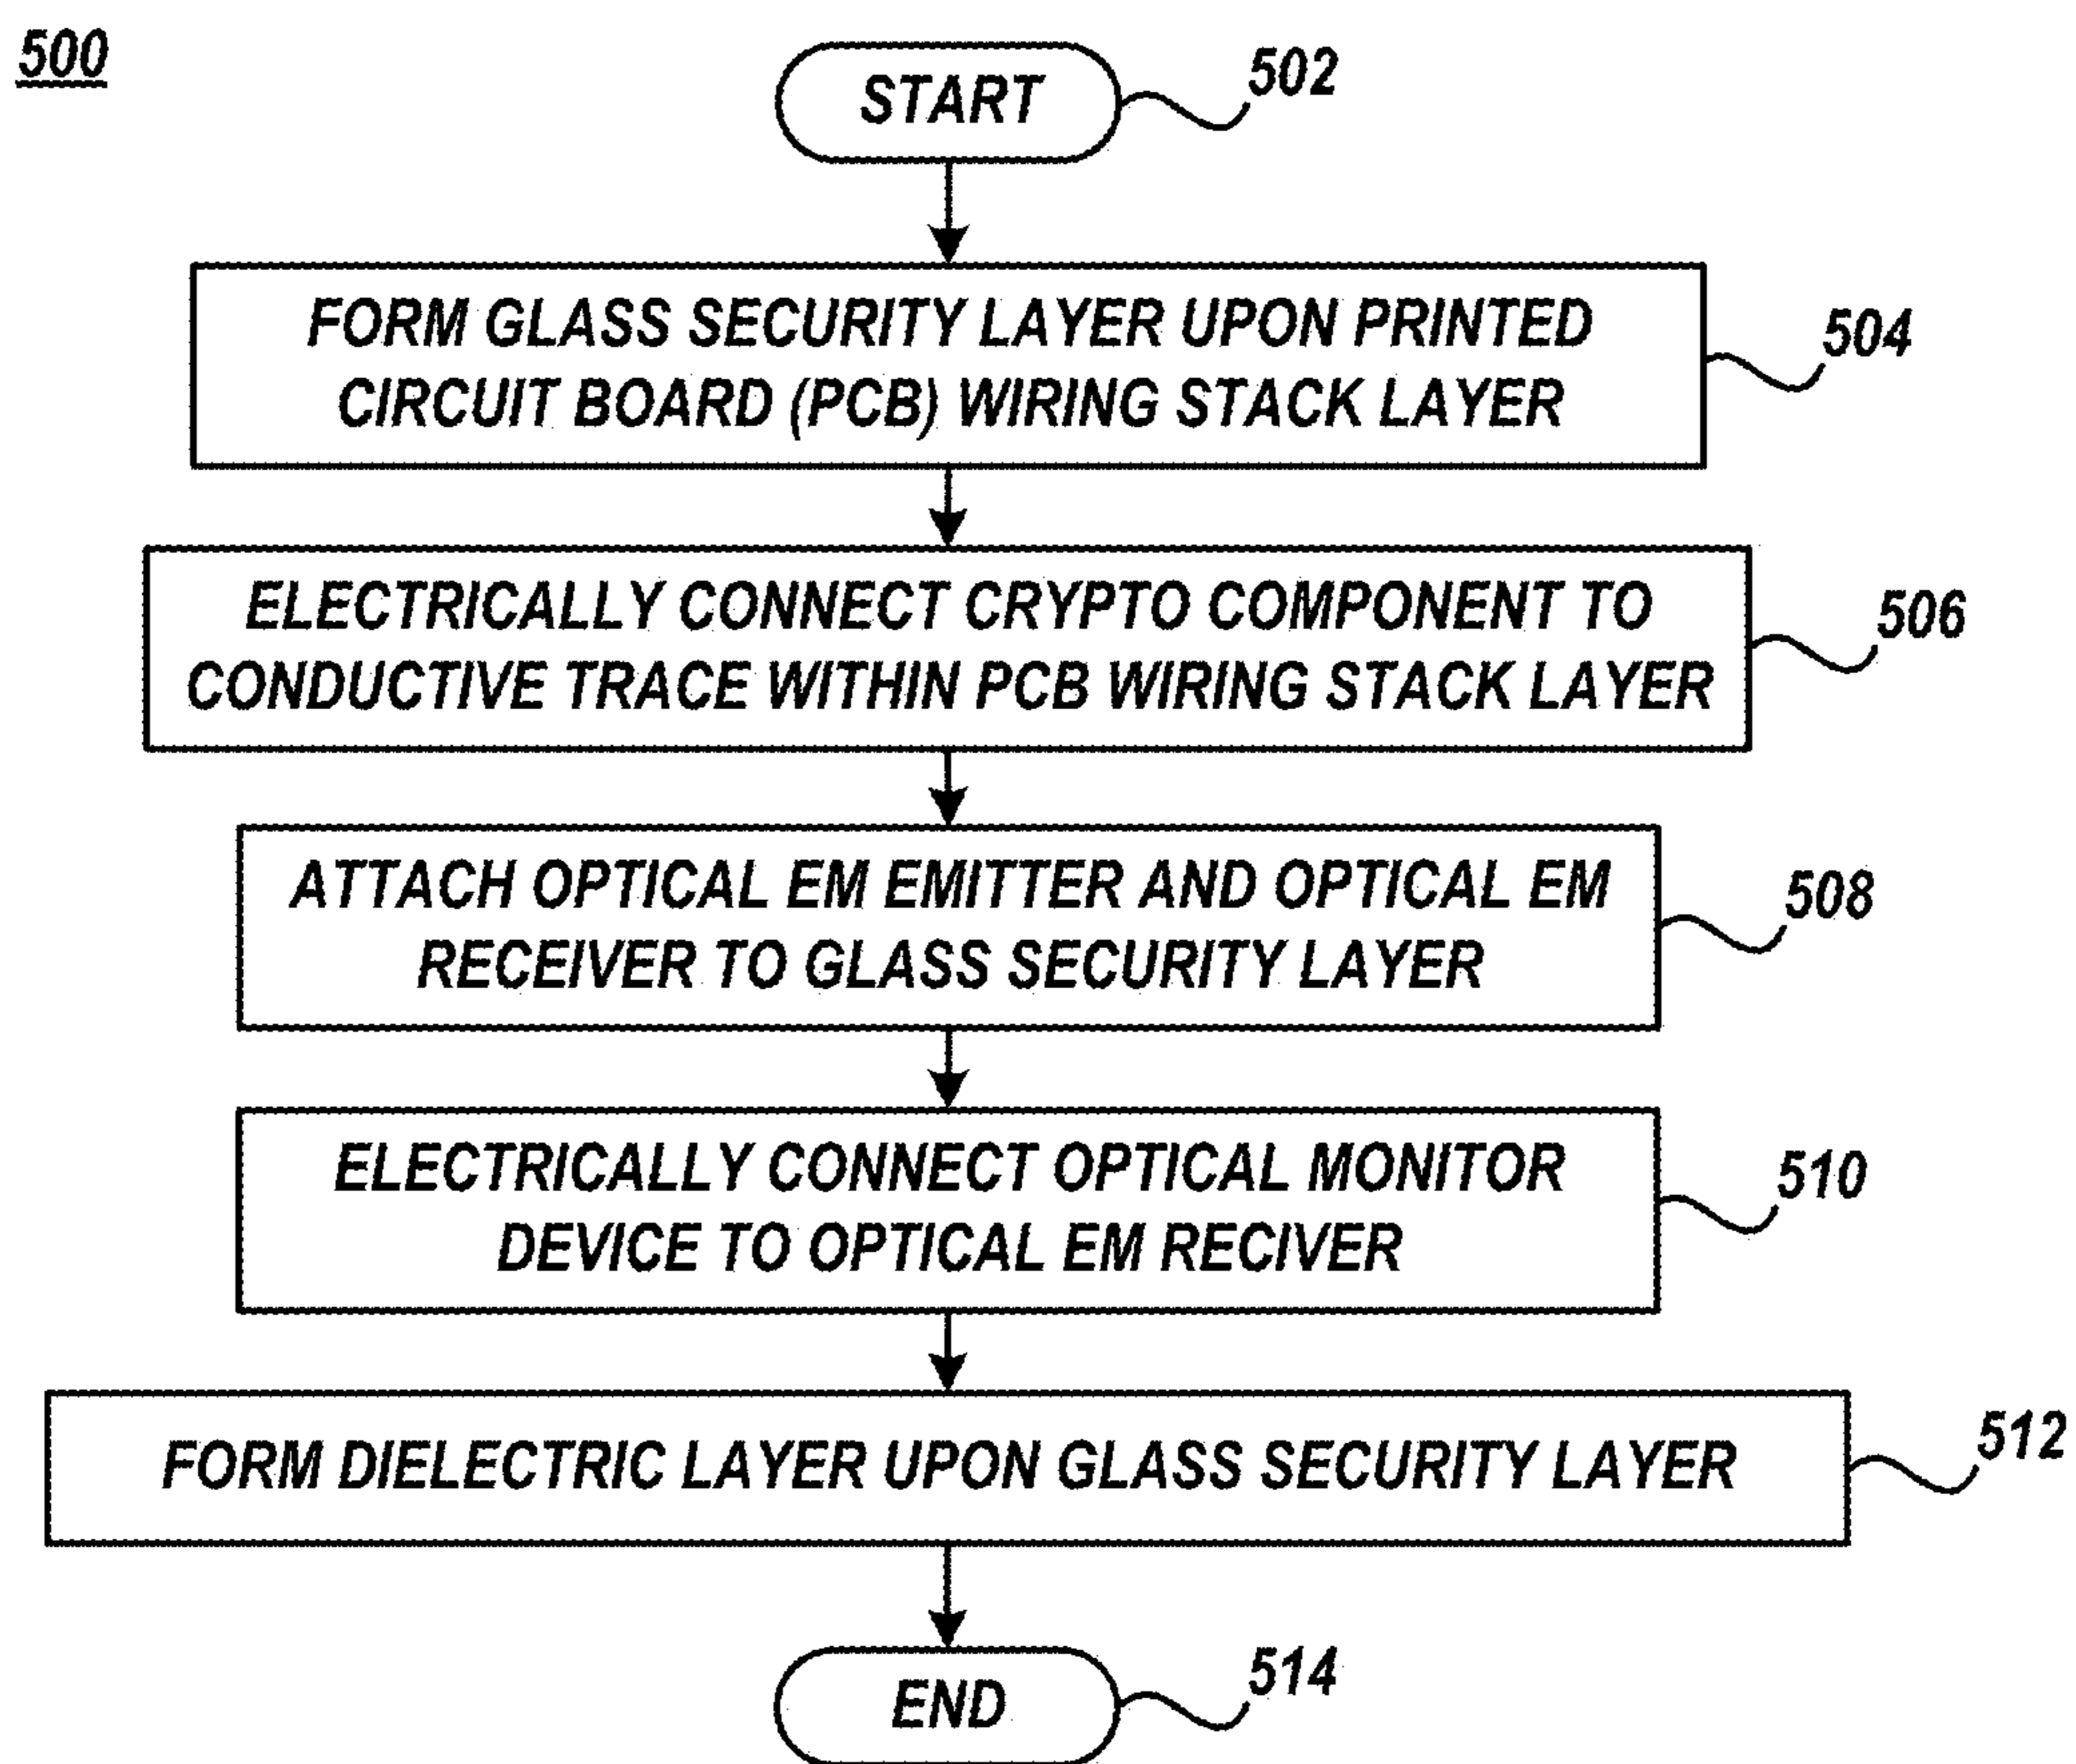 500
START
502
FORM GLASS SECURITY LAYER UPON PRINTED
CIRCUIT BOARD (PCB) WIRING STACK LAYER
504
ELECTRICALLY CONNECT CRYPTO COMPONENT TO
CONDUCTIVE TRACE WITHIN PCB WIRING STACK LAYER
506
ATTACH OPTICAL EM EMITTER AND OPTICAL EM
RECEIVER TO GLASS SECURITY LAYER
508
ELECTRICALLY CONNECT OPTICAL MONITOR
DEVICE TO OPTICAL EM RECIVER
510
FORM DIELECTRIC LAYER UPON GLASS SECURITY LAYER
512
END
514